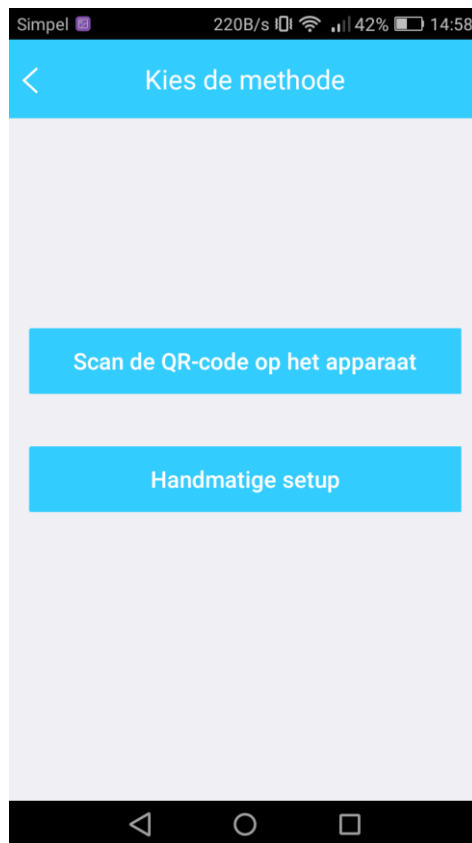 Simpel 220B/s 42% 14:58
Kies de methode
Scan de QR-code op het apparaat
Handmatige setup